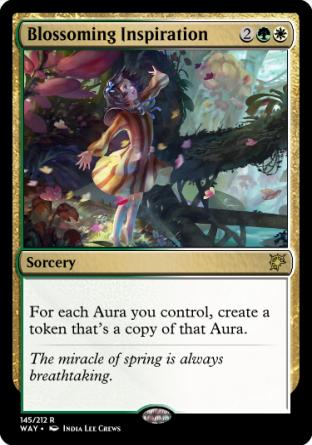 Blossoming Inspiration 2
Sorcery
For each Aura you control, create a
token that's a copy of that Aura.
The miracle of spring is always
breathtaking.
145/212 R
WAY • India Lee Crews